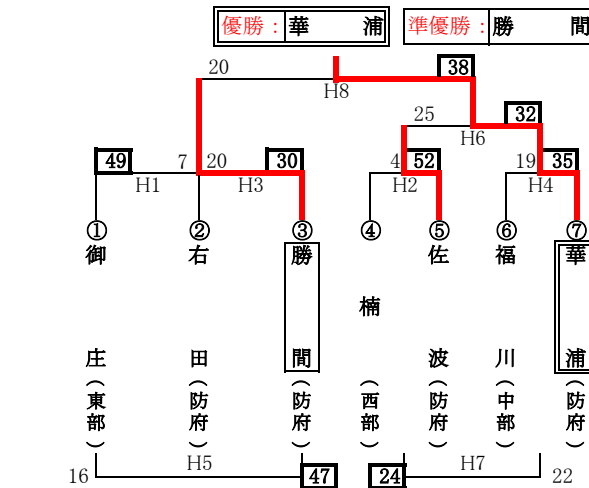 優勝：華 浦 準優勝：勝 間
20 38
H8
25 32
H6
49 7 20 30 4 52 19 35
H1 H3 H2 H4
① ② ③ ④ ⑤ ⑥ ⑦
御庄（東部）
右田（防府）
勝間（防府）
楠（西部）
佐波（防府）
福川（中部）
華浦（防府）
16 H5 47 24 H7 22